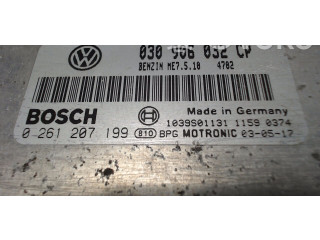 030 906 032 CP
BENZIN ME7.5.10 4702
BOSCH
Made in Germany
1039S01131 1159 0374
0 261 207 199 810 BPG MOTRONIC 03-05-17